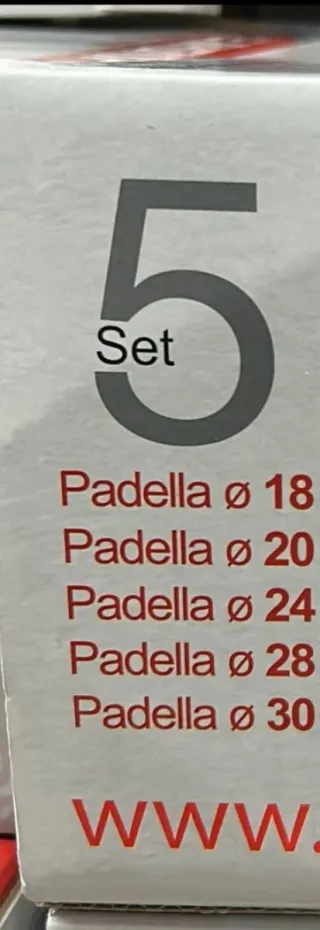 5
Set
Padella ø 18
Padella ø 20
Padella ø 24
Padella ø 28
Padella ø 30
www.